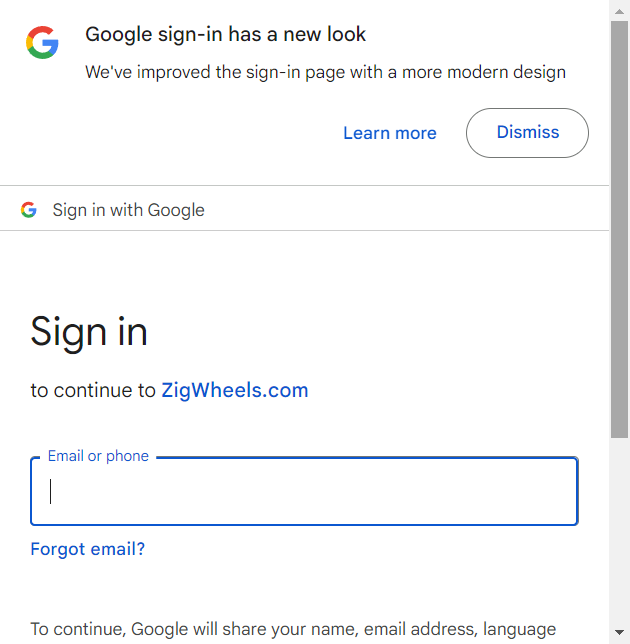 Google sign-in has a new look
We've improved the sign-in page with a more modern design
Learn more
Dismiss
Sign in with Google
Sign in
to continue to ZigWheels.com
Email or phone
Forgot email?
To continue, Google will share your name, email address, language